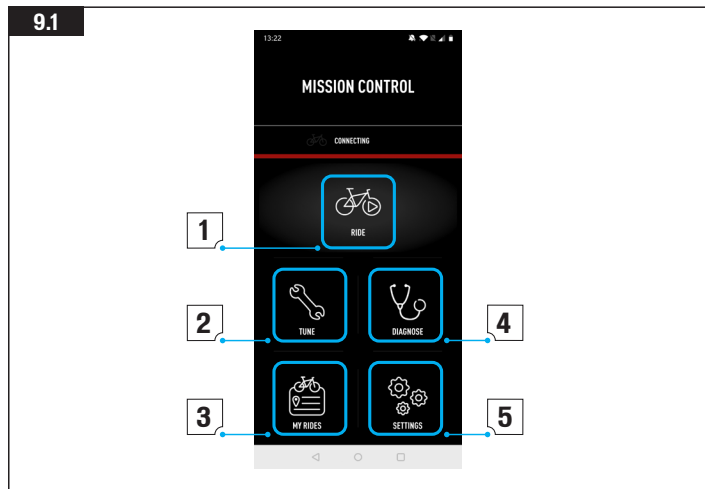 9.1
13:22
MISSION CONTROL
CONNECTING
RIDE
1
TUNE
DIAGNOSE
2
4
MY RIDES
SETTINGS
3
5